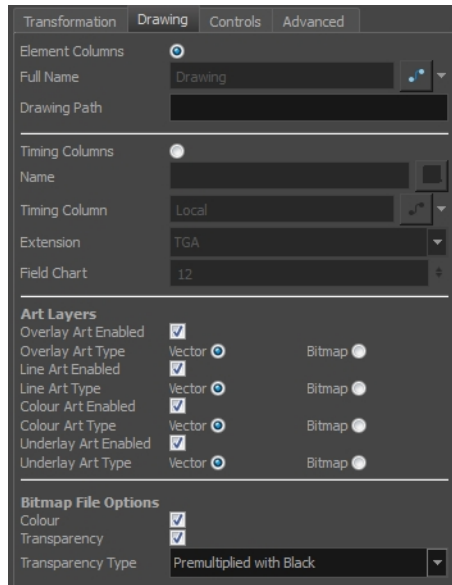 Transformation Drawing Controls Advanced
Element Columns
Full Name Drawing
Drawing Path
Timing Columns
Name
Timing Column Local
Extension TGA
Field Chart 12
Art Layers
Overlay Art Enabled
Overlay Art Type Vector Bitmap
Line Art Enabled
Line Art Type Vector Bitmap
Colour Art Enabled
Colour Art Type Vector Bitmap
Underlay Art Enabled
Underlay Art Type Vector Bitmap
Bitmap File Options
Colour
Transparency
Transparency Type Premultiplied with Black